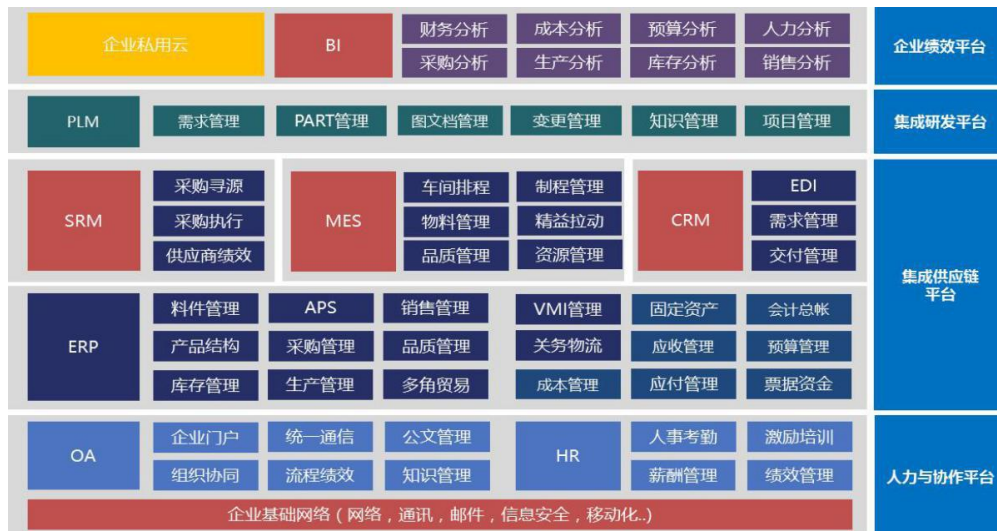 企业私用云
BI
财务分析
成本分析
预算分析
人力分析
采购分析
生产分析
库存分析
销售分析
企业绩效平台
PLM
需求管理
PART管理
图文档管理
变更管理
知识管理
项目管理
集成研发平台
SRM
采购寻源
采购执行
供应商绩效
MES
车间排程
制程管理
物料管理
精益拉动
品质管理
资源管理
CRM
EDI
需求管理
交付管理
集成供应链
平台
ERP
料件管理
APS
销售管理
VMI管理
固定资产
会计总帐
产品结构
采购管理
品质管理
关务物流
应收管理
预算管理
库存管理
生产管理
多角贸易
成本管理
应付管理
票据资金
OA
企业门户
统一通信
公文管理
组织协同
流程绩效
知识管理
HR
人事考勤
激励培训
薪酬管理
绩效管理
人力与协作平台
企业基础网络（网络，通讯，邮件，信息安全，移动化..）